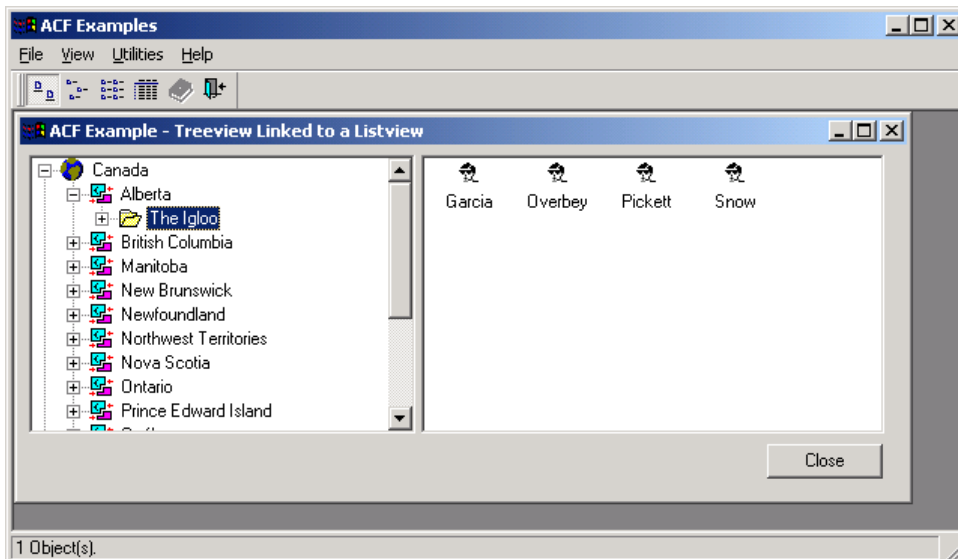 ACF Examples
File View Utilities Help
ACF Example - Treeview Linked to a Listview
Canada
Alberta
The Igloo
British Columbia
Manitoba
New Brunswick
Newfoundland
Northwest Territories
Nova Scotia
Ontario
Prince Edward Island
Garcia Overbey Pickett Snow
Close
1 Object(s).